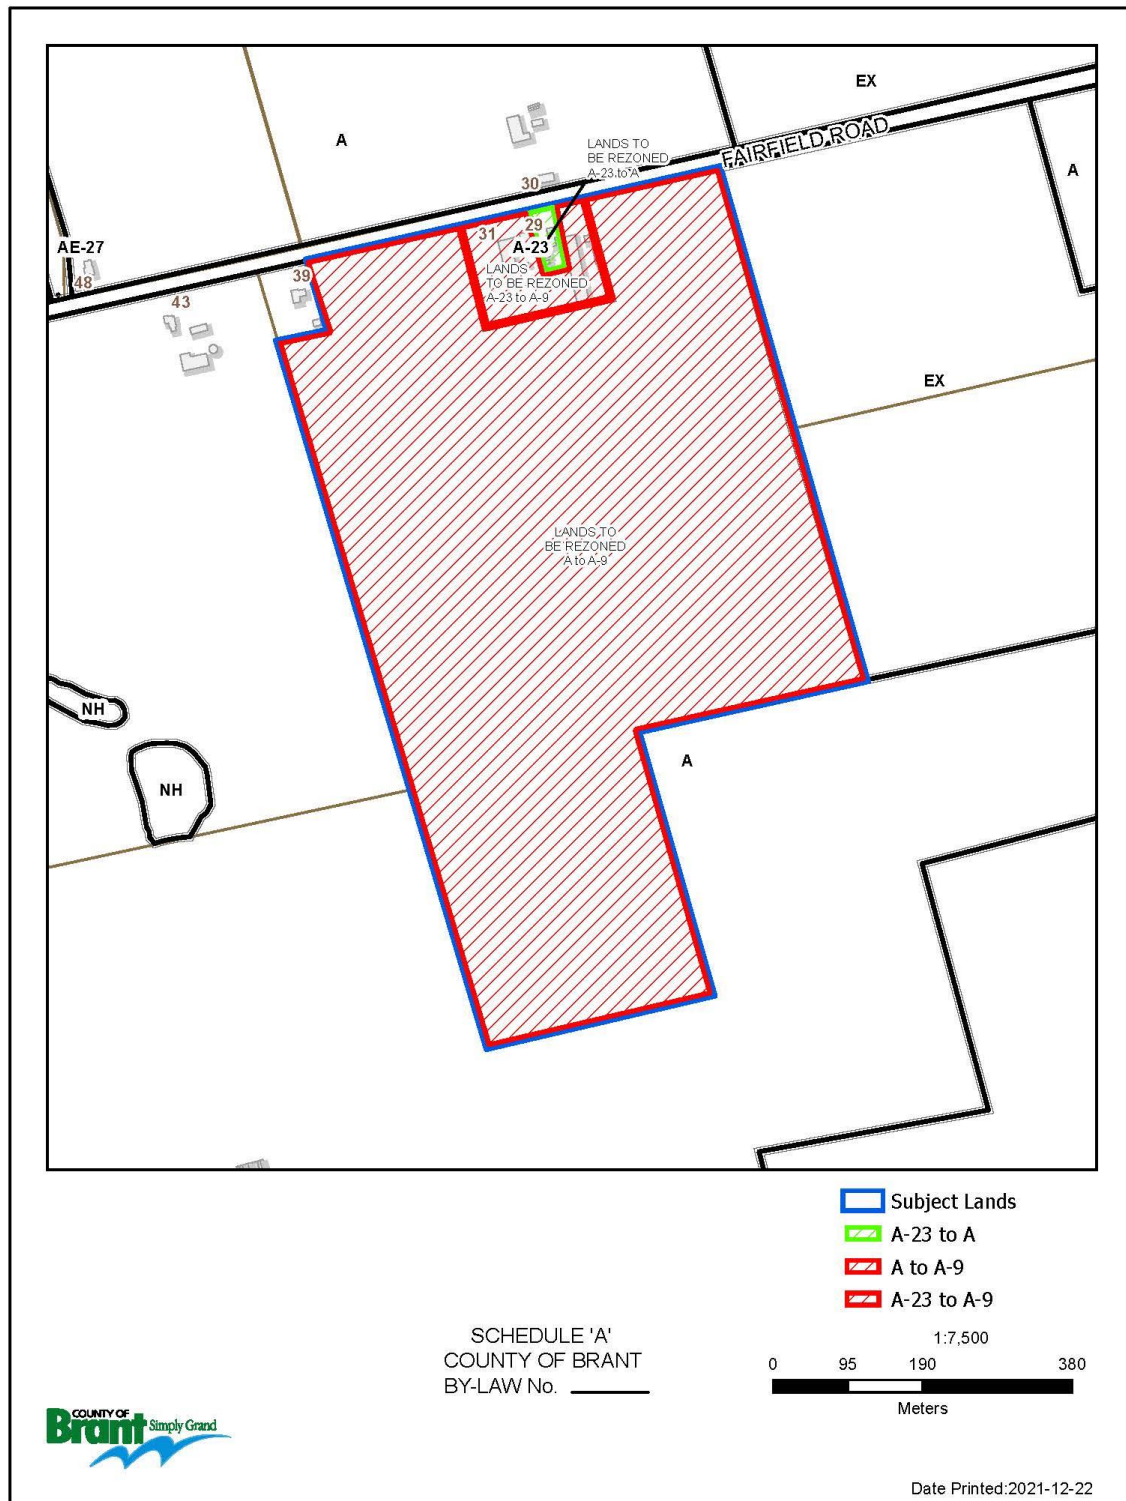 EX
FAIRFIELD ROAD
A
LANDS TO
BE REZONED
A-23 to A
A
30
29
31
A-23
AE-27
48
39
43
LANDS
TO BE REZONED
A-23 to A-9
EX
LANDS TO
BE REZONED
A to A-9
NH
NH
A
Subject Lands
A-23 to A
A to A-9
A-23 to A-9
SCHEDULE 'A'
COUNTY OF BRANT
BY-LAW No.
1:7,500
0 95 190 380
Meters
COUNTY OF
Brant Simply Grand
Date Printed:2021-12-22